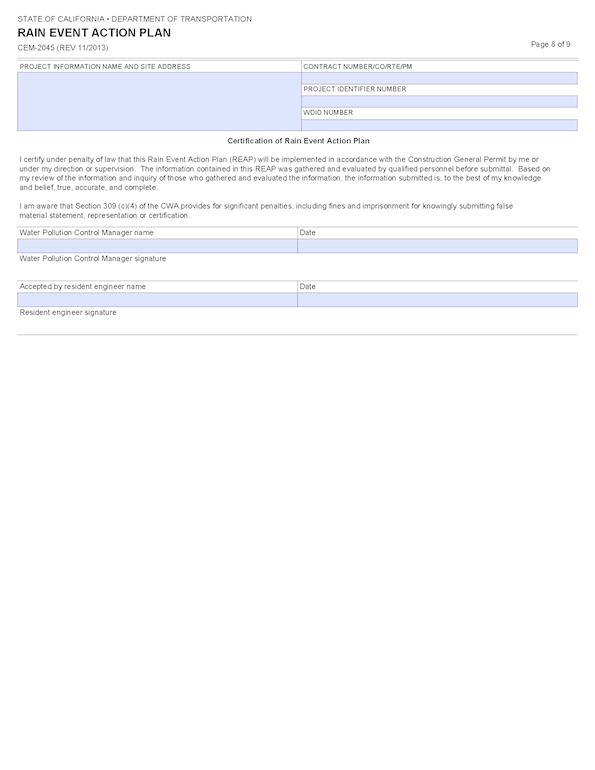 STATE OF CALIFORNIA • DEPARTMENT OF TRANSPORTATION
RAIN EVENT ACTION PLAN
CEM-2045 (REV 11/2013)
Page 8 of 9
PROJECT INFORMATION NAME AND SITE ADDRESS
CONTRACT NUMBER/CO/RTE/PM
PROJECT IDENTIFIER NUMBER
WDID NUMBER
Certification of Rain Event Action Plan
I certify under penalty of law that this Rain Event Action Plan (REAP) will be implemented in accordance with the Construction General Permit by me or
under my direction or supervision. The information contained in this REAP was gathered and evaluated by qualified personnel before submittal. Based on
my review of the information and inquiry of those who gathered and evaluated the information, the information submitted is, to the best of my knowledge
and belief, true, accurate, and complete.
I am aware that Section 309 (c)(4) of the CWA provides for significant penalties, including fines and imprisonment for knowingly submitting false
material statement, representation or certification.
Water Pollution Control Manager name
Date
Water Pollution Control Manager signature
Accepted by resident engineer name
Date
Resident engineer signature